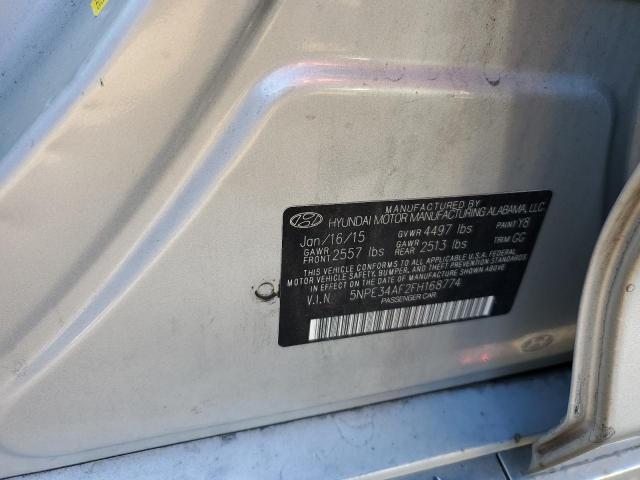 MANUFACTURED BY
HYUNDAI MOTOR MANUFACTURING ALABAMA, LLC
Jan/16/15 GVWR 4497 lbs PAINT Y8
GAWR FRONT 2557 lbs GAWR REAR 2513 lbs TRIM GG
THIS VEHICLE CONFORMS TO ALL APPLICABLE U.S.A. FEDERAL
MOTOR VEHICLE SAFETY, BUMPER, AND THEFT PREVENTION STANDARDS
IN EFFECT ON THE DATE OF MANUFACTURE SHOWN ABOVE.
V.I.N. 5NPE34AF2FH168774
PASSENGER CAR